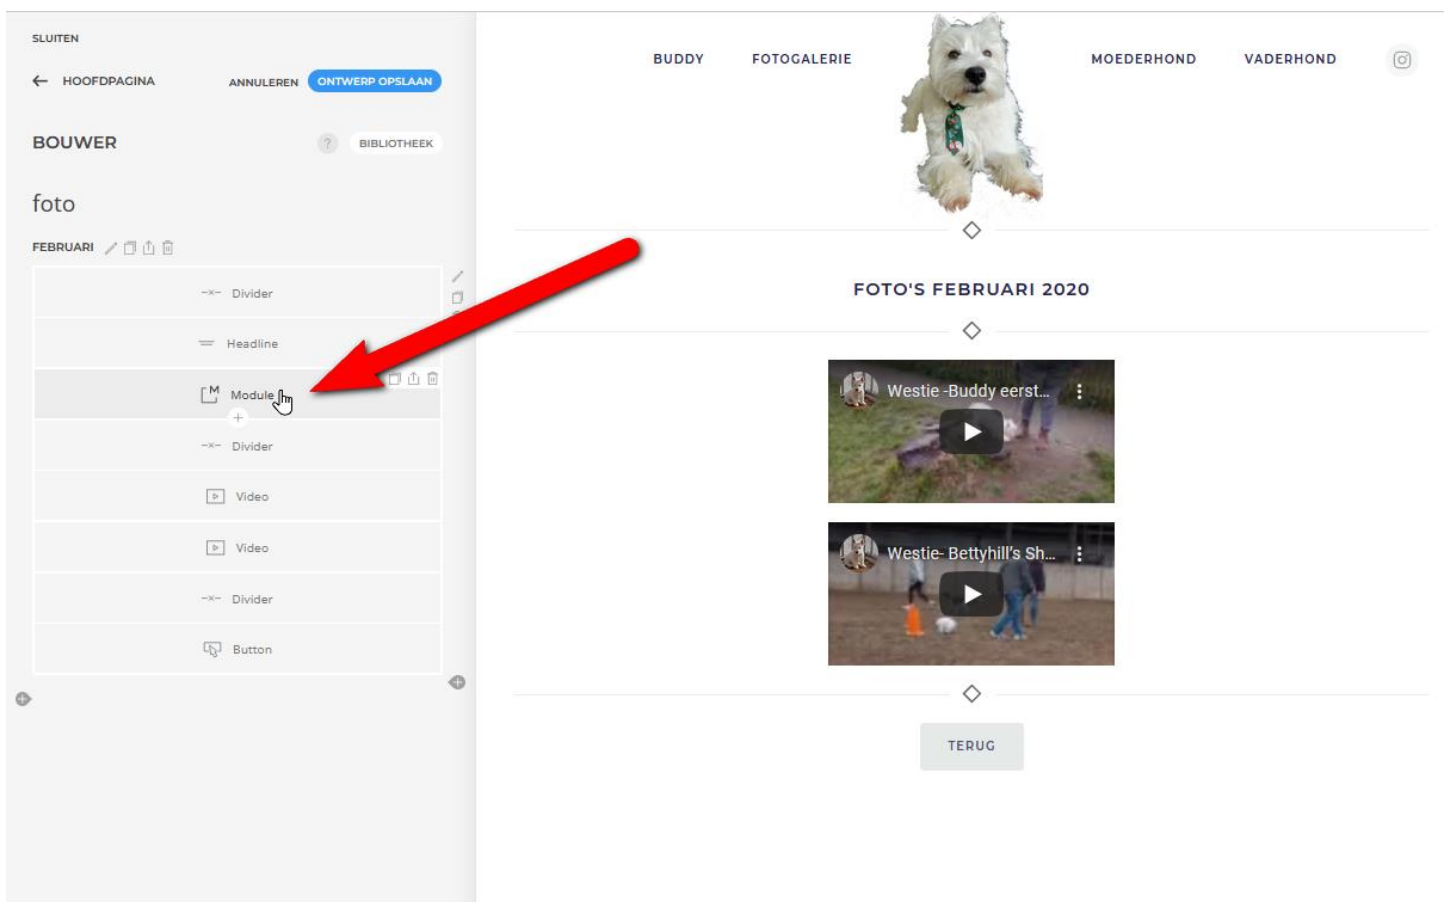 SLUITEN
HOOFDPAGINA
ANNULEREN
ONTWERP OPSLAAN
BOUWER
?
BIBLIOTHEEK
foto
FEBRUARI
Divider
Headline
M
Module
Divider
Video
Video
Divider
Button
BUDDY
FOTOGALERIE
MOEDERHOND
VADERHOND
FOTO'S FEBRUARI 2020
Westie -Buddy eerst...
Westie- Bettyhill's Sh...
TERUG